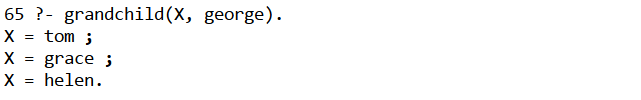 65 ?- grandchild(X, george).
X = tom ;
X = grace ;
X = helen.